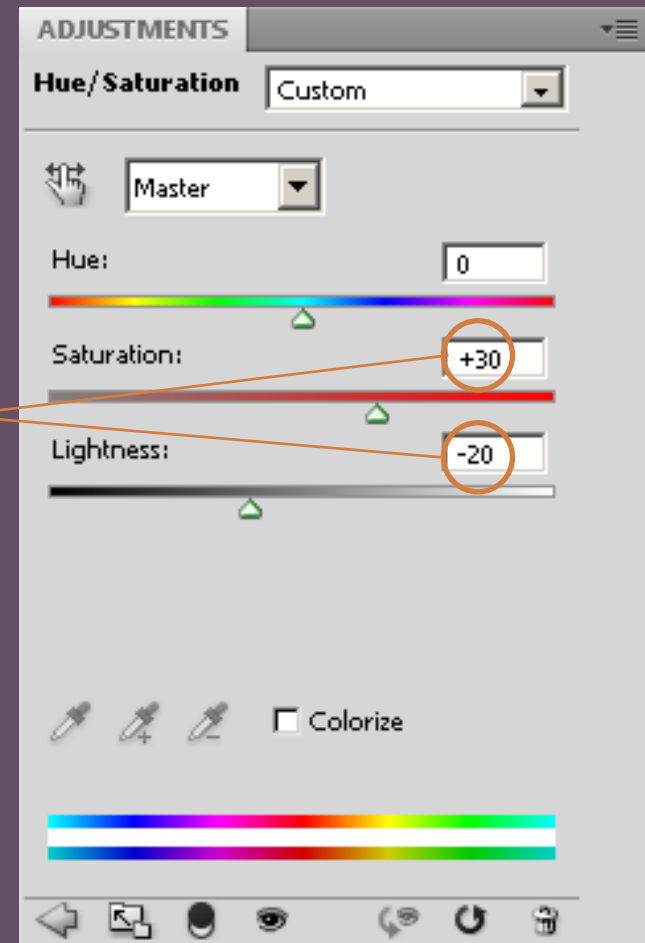 ADJUSTMENTS
Hue/Saturation Custom
Master
Hue: 0
Saturation: +30
Lightness: -20
Colorize